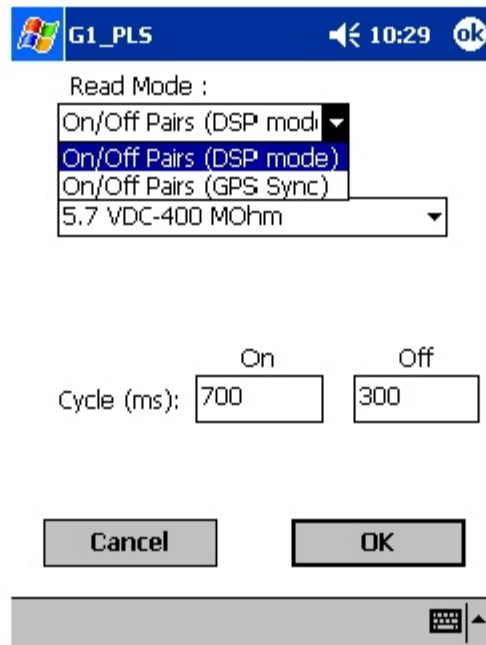 G1_PLS 10:29 ok
Read Mode :
On/Off Pairs (DSP mod
On/Off Pairs (DSP mode)
On/Off Pairs (GPS Sync)
5.7 VDC-400 MOhm
On Off
Cycle (ms): 700 300
Cancel OK